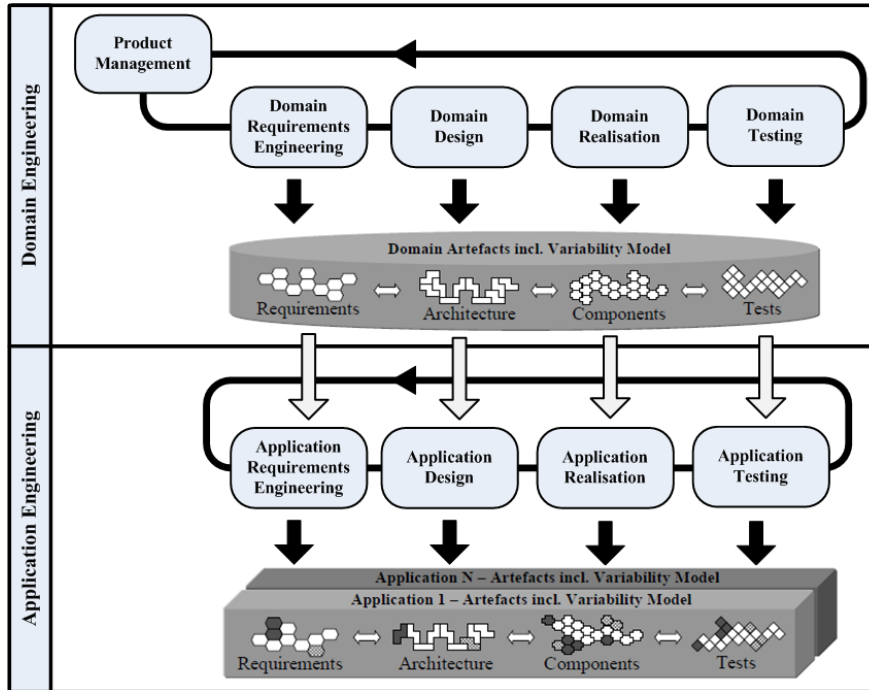 Domain Engineering
Product
Management
Domain
Requirements
Engineering
Domain
Design
Domain
Realisation
Domain
Testing
Domain Artefacts incl. Variability Model
Requirements
Architecture
Components
Tests
Application Engineering
Application
Requirements
Engineering
Application
Design
Application
Realisation
Application
Testing
Application N – Artefacts incl. Variability Model
Application 1 – Artefacts incl. Variability Model
Requirements
Architecture
Components
Tests